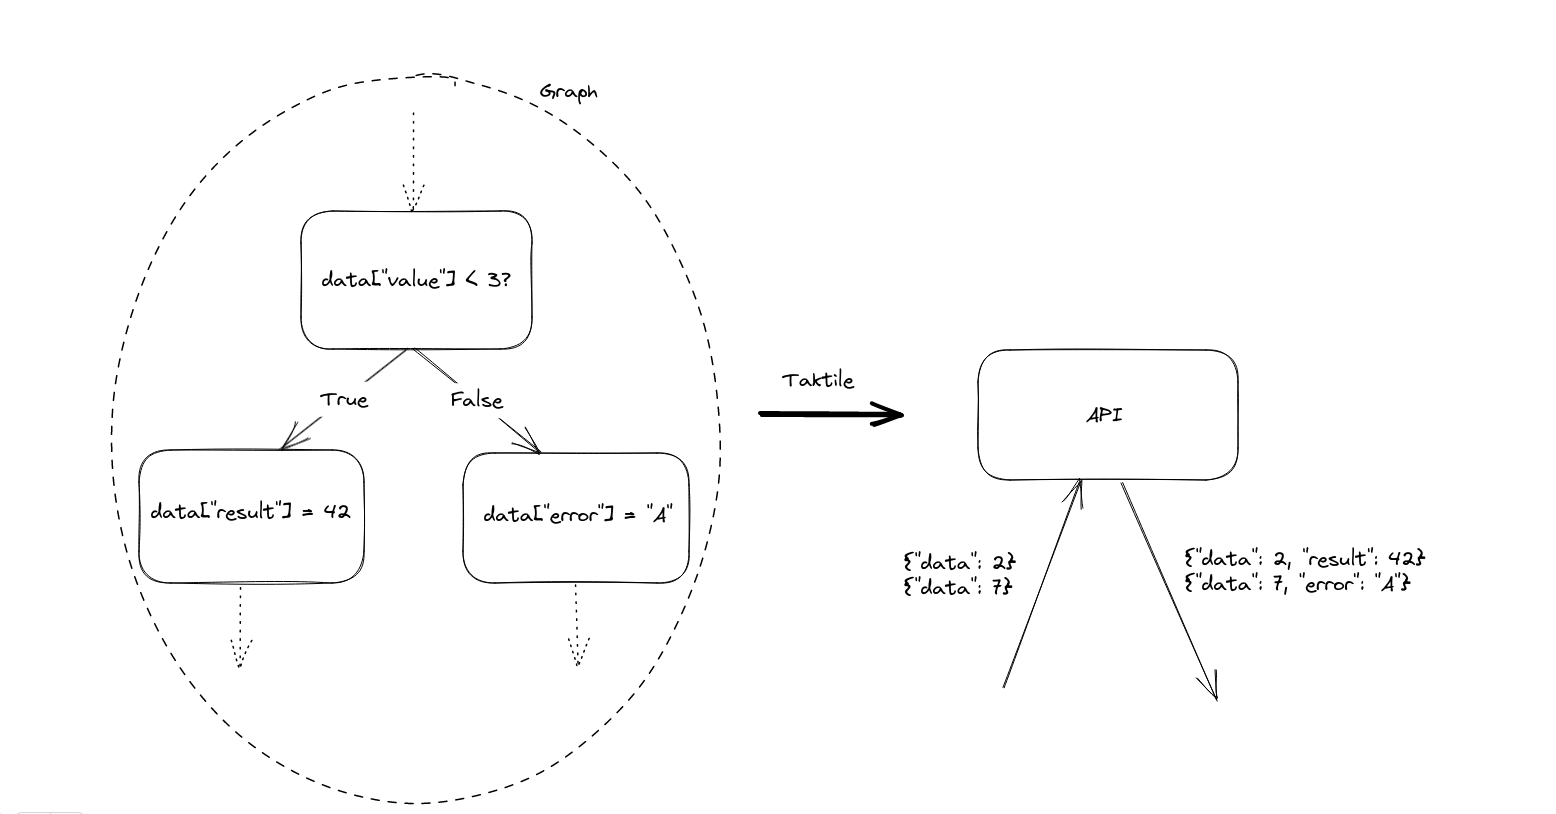 Graph
data["value"] < 3?
True
False
data["result"] = 42
data["error"] = "A"
Taktile
API
{"data": 2}
{"data": 7}
{"data": 2, "result": 42}
{"data": 7, "error": "A"}